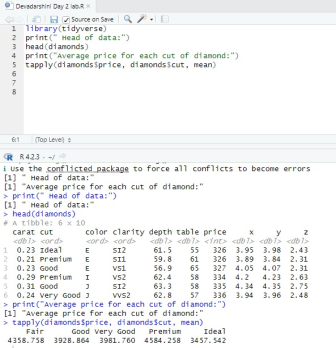 Devadarshini Day 2 lab.R
Source on Save
1 library(tidyverse)
2 print(" Head of data:")
3 head(diamonds)
4 print("Average price for each cut of diamond:")
5 tapply(diamonds$price, diamonds$cut, mean)
6
7
8
6:1 (Top Level)
R 4.2.3 · ~/
ℹ Use the conflicted package to force all conflicts to become errors
[1] " Head of data:"
[1] "Average price for each cut of diamond:"
> print(" Head of data:")
[1] " Head of data:"
> head(diamonds)
# A tibble: 6 x 10
carat cut color clarity depth table price x y z
<dbl> <ord> <ord> <ord> <dbl> <dbl> <int> <dbl> <dbl> <dbl>
1 0.23 Ideal E SI2 61.5 55 326 3.95 3.98 2.43
2 0.21 Premium E SI1 59.8 61 326 3.89 3.84 2.31
3 0.23 Good E VS1 56.9 65 327 4.05 4.07 2.31
4 0.29 Premium I VS2 62.4 58 334 4.2 4.23 2.63
5 0.31 Good J SI2 63.3 58 335 4.34 4.35 2.75
6 0.24 Very Good J VVS2 62.8 57 336 3.94 3.96 2.48
> print("Average price for each cut of diamond:")
[1] "Average price for each cut of diamond:"
> tapply(diamonds$price, diamonds$cut, mean)
Fair Good Very Good Premium Ideal
4358.758 3928.864 3981.760 4584.258 3457.542